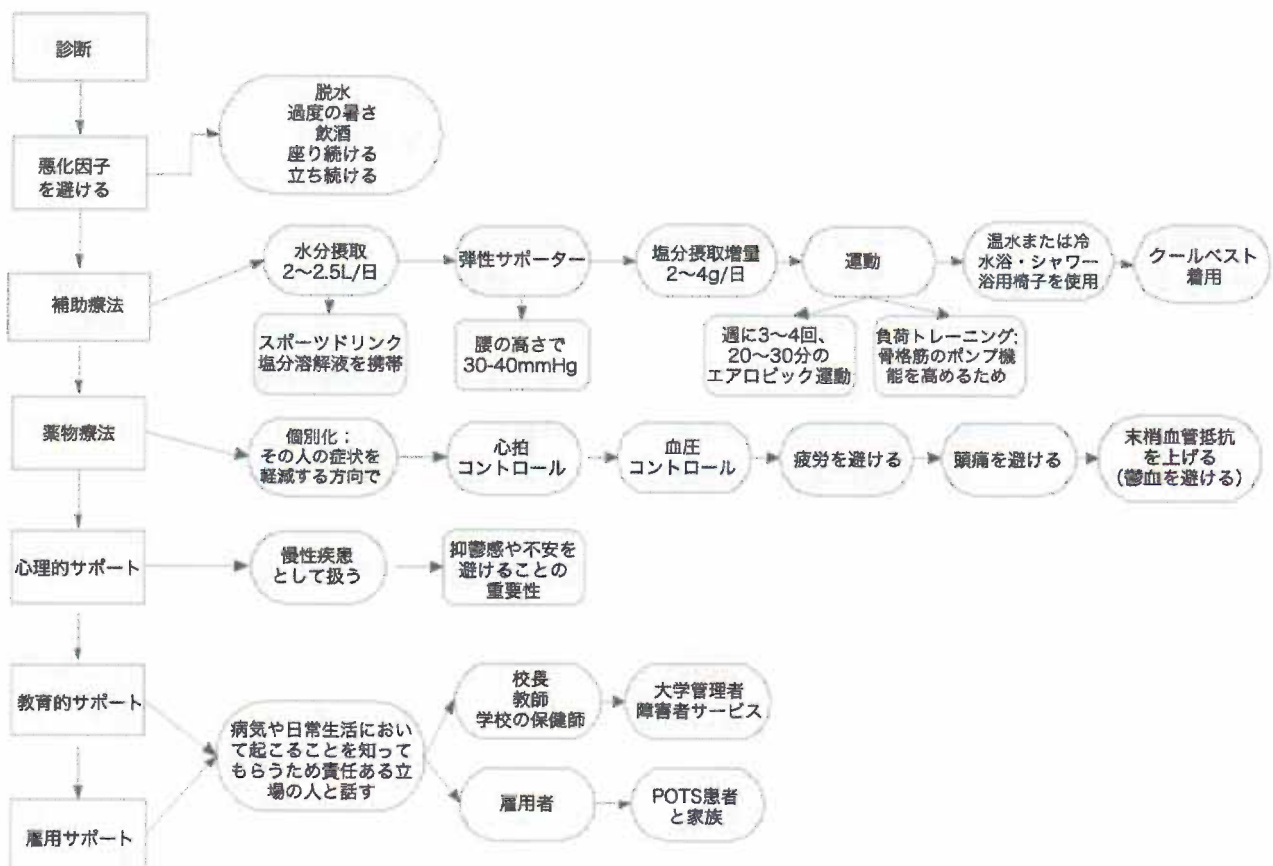 診断
悪化因子
を避ける
脱水
過度の暑さ
飲酒
座り続ける
立ち続ける
補助療法
水分摂取
2〜2.5L/日
弾性サポーター
塩分摂取増量
2〜4g/日
運動
温水または冷
水浴・シャワー
浴用椅子を使用
クールベスト
着用
スポーツドリンク
塩分溶解液を携帯
腰の高さで
30-40mmHg
週に3〜4回、
20〜30分の
エアロビック運動
負荷トレーニング:
骨格筋のポンプ機
能を高めるため
薬物療法
個別化：
その人の症状を
軽減する方向で
心拍
コントロール
血圧
コントロール
疲労を避ける
頭痛を避ける
末梢血管抵抗
を上げる
(鬱血を避ける)
心理的サポート
慢性疾患
として扱う
抑鬱感や不安を
避けることの
重要性
教育的サポート
病気や日常生活におい
て起こることを知って
もらうため責任ある立
場の人と話す
校長
教師
学校の保健師
大学管理者
障害者サービス
雇用サポート
雇用者
POTS患者
と家族